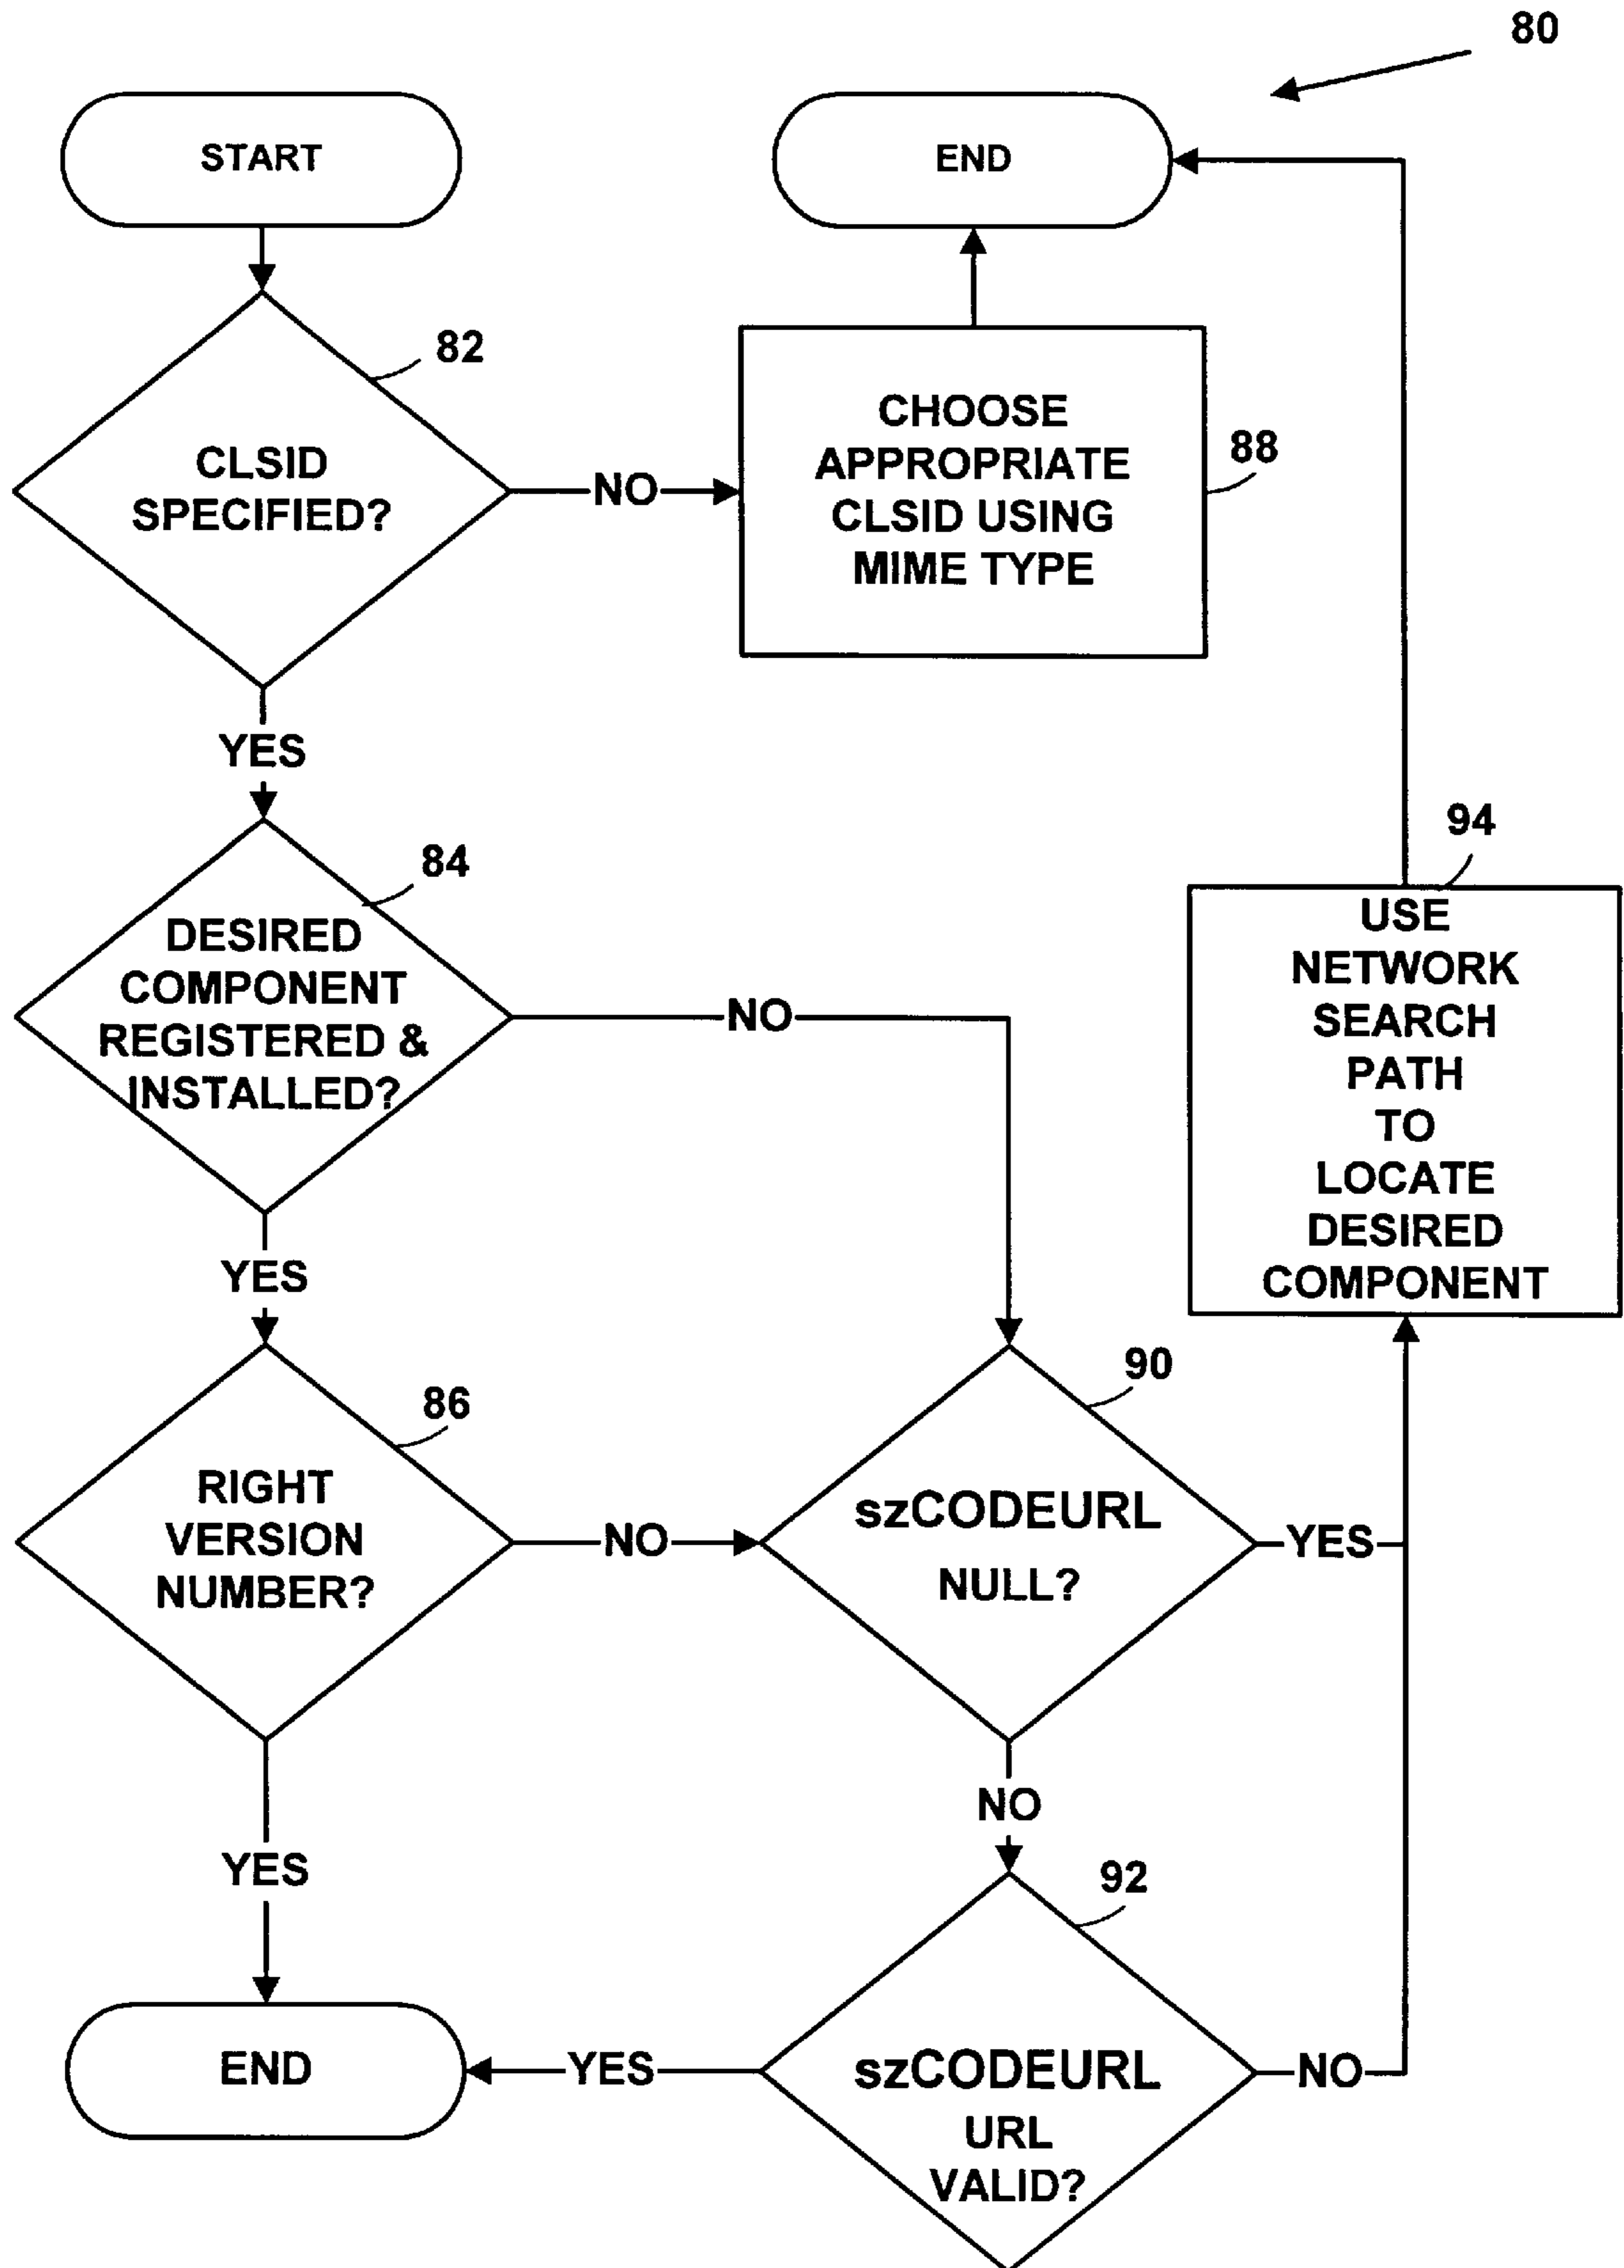 80
START
END
82
CLSID
SPECIFIED?
NO
CHOOSE
APPROPRIATE
CLSID USING
MIME TYPE
88
YES
84
DESIRED
COMPONENT
REGISTERED &
INSTALLED?
NO
94
USE
NETWORK
SEARCH
PATH
TO
LOCATE
DESIRED
COMPONENT
YES
86
RIGHT
VERSION
NUMBER?
NO
90
szCODEURL
NULL?
YES
NO
YES
92
szCODEURL
URL
VALID?
NO
YES
END